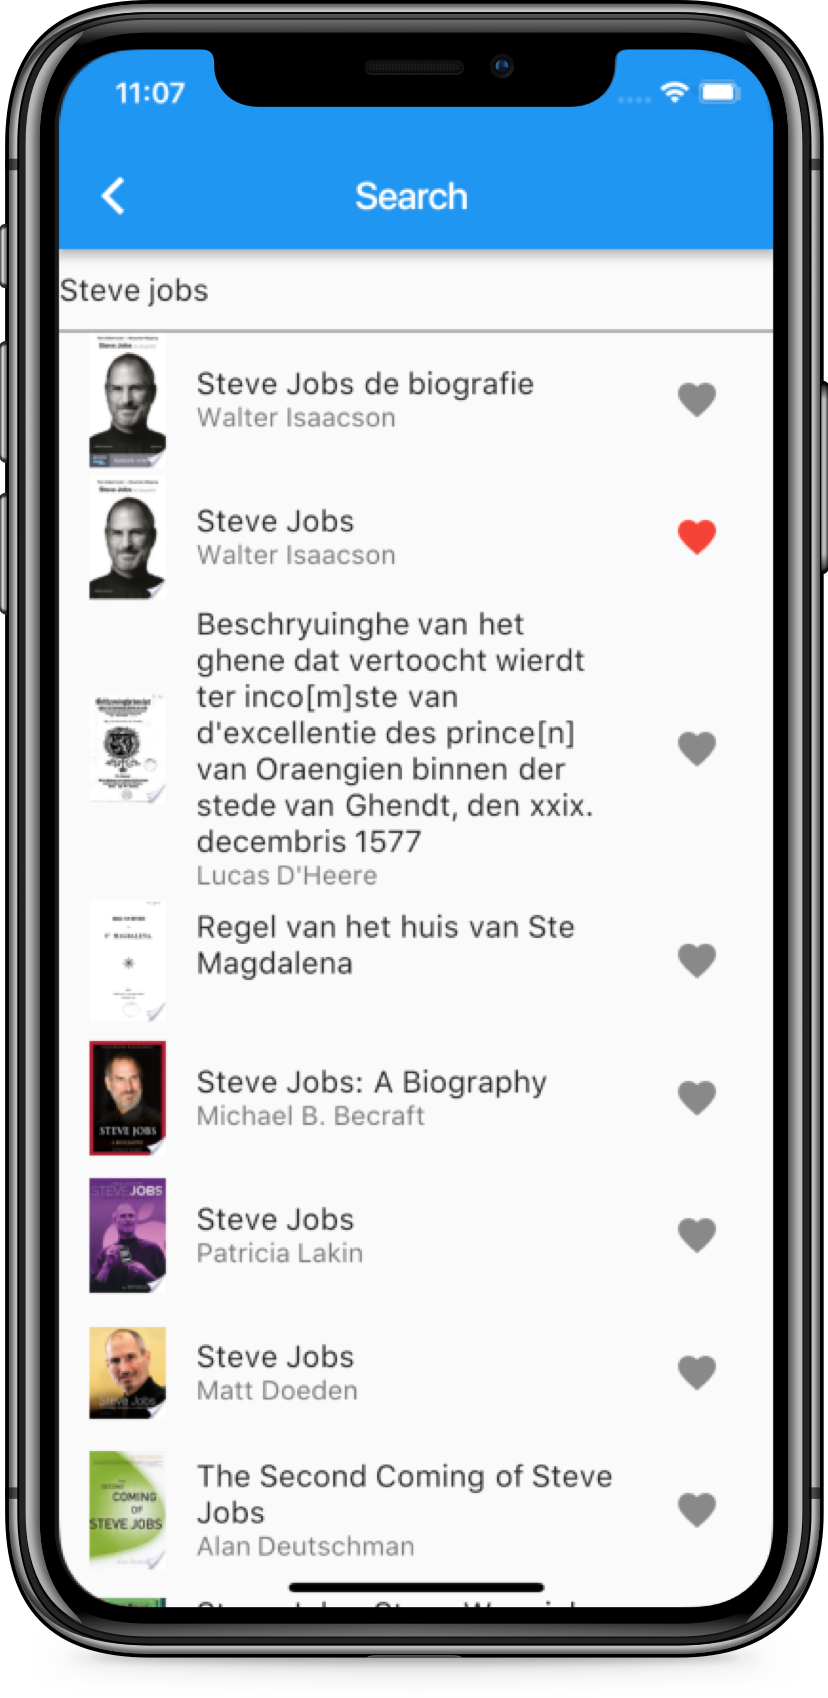 11:07
Search
Steve jobs
Steve Jobs de biografie
Walter Isaacson
Steve Jobs
Walter Isaacson
Beschryuinghe van het
ghene dat vertoocht wierdt
ter inco[m]ste van
d'excellentie des prince[n]
van Oraengien binnen der
stede van Ghendt, den xxix.
decembris 1577
Lucas D'Heere
Regel van het huis van Ste
Magdalena
STEVE JOBS
Steve Jobs: A Biography
Michael B. Becraft
STEVE JOBS
Steve Jobs
Patricia Lakin
Steve Jobs
Steve Jobs
Matt Doeden
COMING
OF
STEVE JOBS
The Second Coming of Steve
Jobs
Alan Deutschman